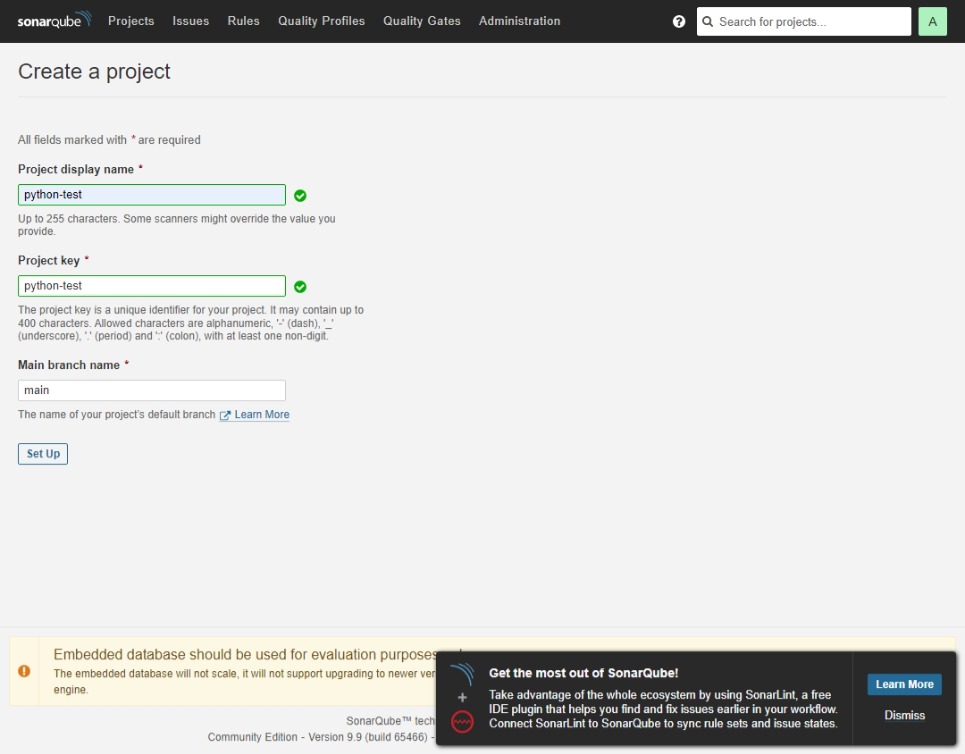 sonarqube Projects Issues Rules Quality Profiles Quality Gates Administration ? Search for projects... A
Create a project
All fields marked with * are required
Project display name *
python-test
Up to 255 characters. Some scanners might override the value you
provide.
Project key *
python-test
The project key is a unique identifier for your project. It may contain up to
400 characters. Allowed characters are alphanumeric, '-' (dash), '_'
(underscore), '.' (period) and ':' (colon), with at least one non-digit.
Main branch name *
main
The name of your project's default branch Learn More
Set Up
Embedded database should be used for evaluation purposes
The embedded database will not scale, it will not support upgrading to newer
engine.
SonarQube™ tech
Community Edition - Version 9.9 (build 65466) -
Get the most out of SonarQube!
Take advantage of the whole ecosystem by using SonarLint, a free
IDE plugin that helps you find and fix issues earlier in your workflow.
Connect SonarLint to SonarQube to sync rule sets and issue states.
Learn More
Dismiss